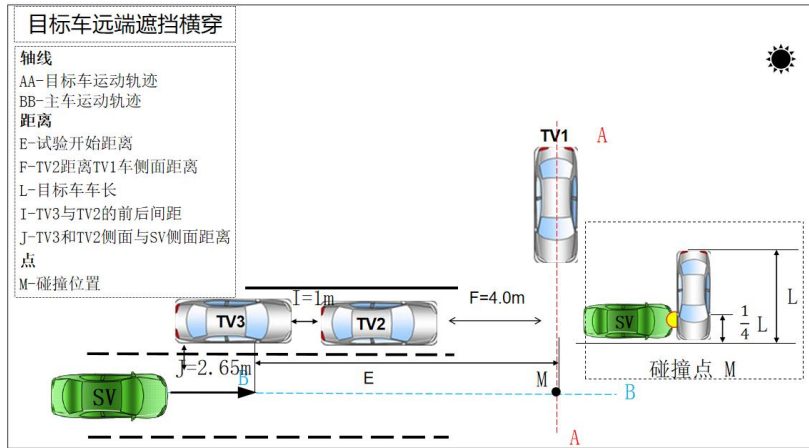 目标车远端遮挡横穿
轴线
AA-目标车运动轨迹
BB-主车运动轨迹
距离
E-试验开始距离
F-TV2距离TV1车侧面距离
L-目标车车长
I-TV3与TV2的前后间距
J-TV3和TV2侧面与SV侧面距离
点
M-碰撞位置
TV1
A
I=1m
F=4.0m
TV3
TV2
SV
1/4 L
L
J=2.65m
B
E
M
碰撞点 M
SV
B
A